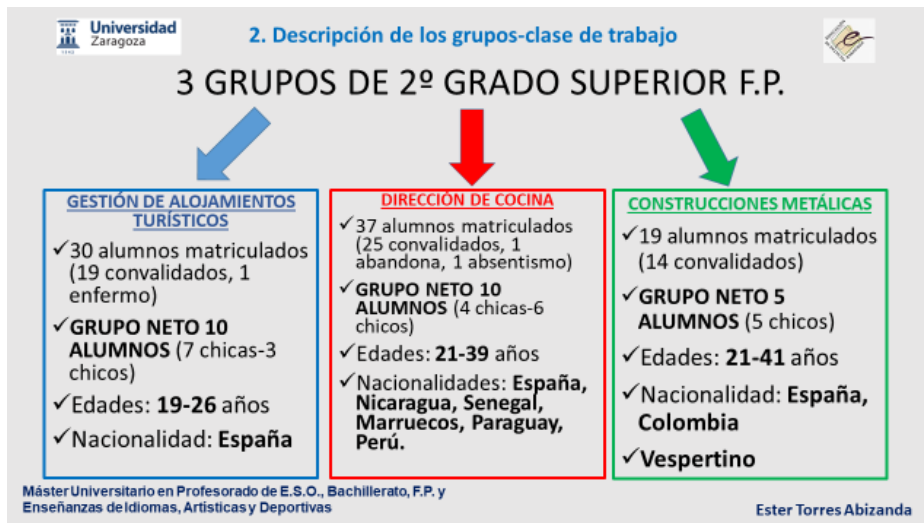 Universidad
Zaragoza
1542
2. Descripción de los grupos-clase de trabajo
3 GRUPOS DE 2º GRADO SUPERIOR F.P.
GESTIÓN DE ALOJAMIENTOS
TURÍSTICOS
✓30 alumnos matriculados
(19 convalidados, 1
enfermo)
✓GRUPO NETO 10
ALUMNOS (7 chicas-3
chicos)
✓Edades: 19-26 años
✓Nacionalidad: España
DIRECCIÓN DE COCINA
✓37 alumnos matriculados
(25 convalidados, 1
abandona, 1 absentismo)
✓GRUPO NETO 10
ALUMNOS (4 chicas-6
chicos)
✓Edades: 21-39 años
✓Nacionalidades: España,
Nicaragua, Senegal,
Marruecos, Paraguay,
Perú.
CONSTRUCCIONES METÁLICAS
✓19 alumnos matriculados
(14 convalidados)
✓GRUPO NETO 5
ALUMNOS (5 chicos)
✓Edades: 21-41 años
✓Nacionalidad: España,
Colombia
✓Vespertino
Máster Universitario en Profesorado de E.S.O., Bachillerato, F.P. y
Enseñanzas de Idiomas, Artísticas y Deportivas
Ester Torres Abizanda